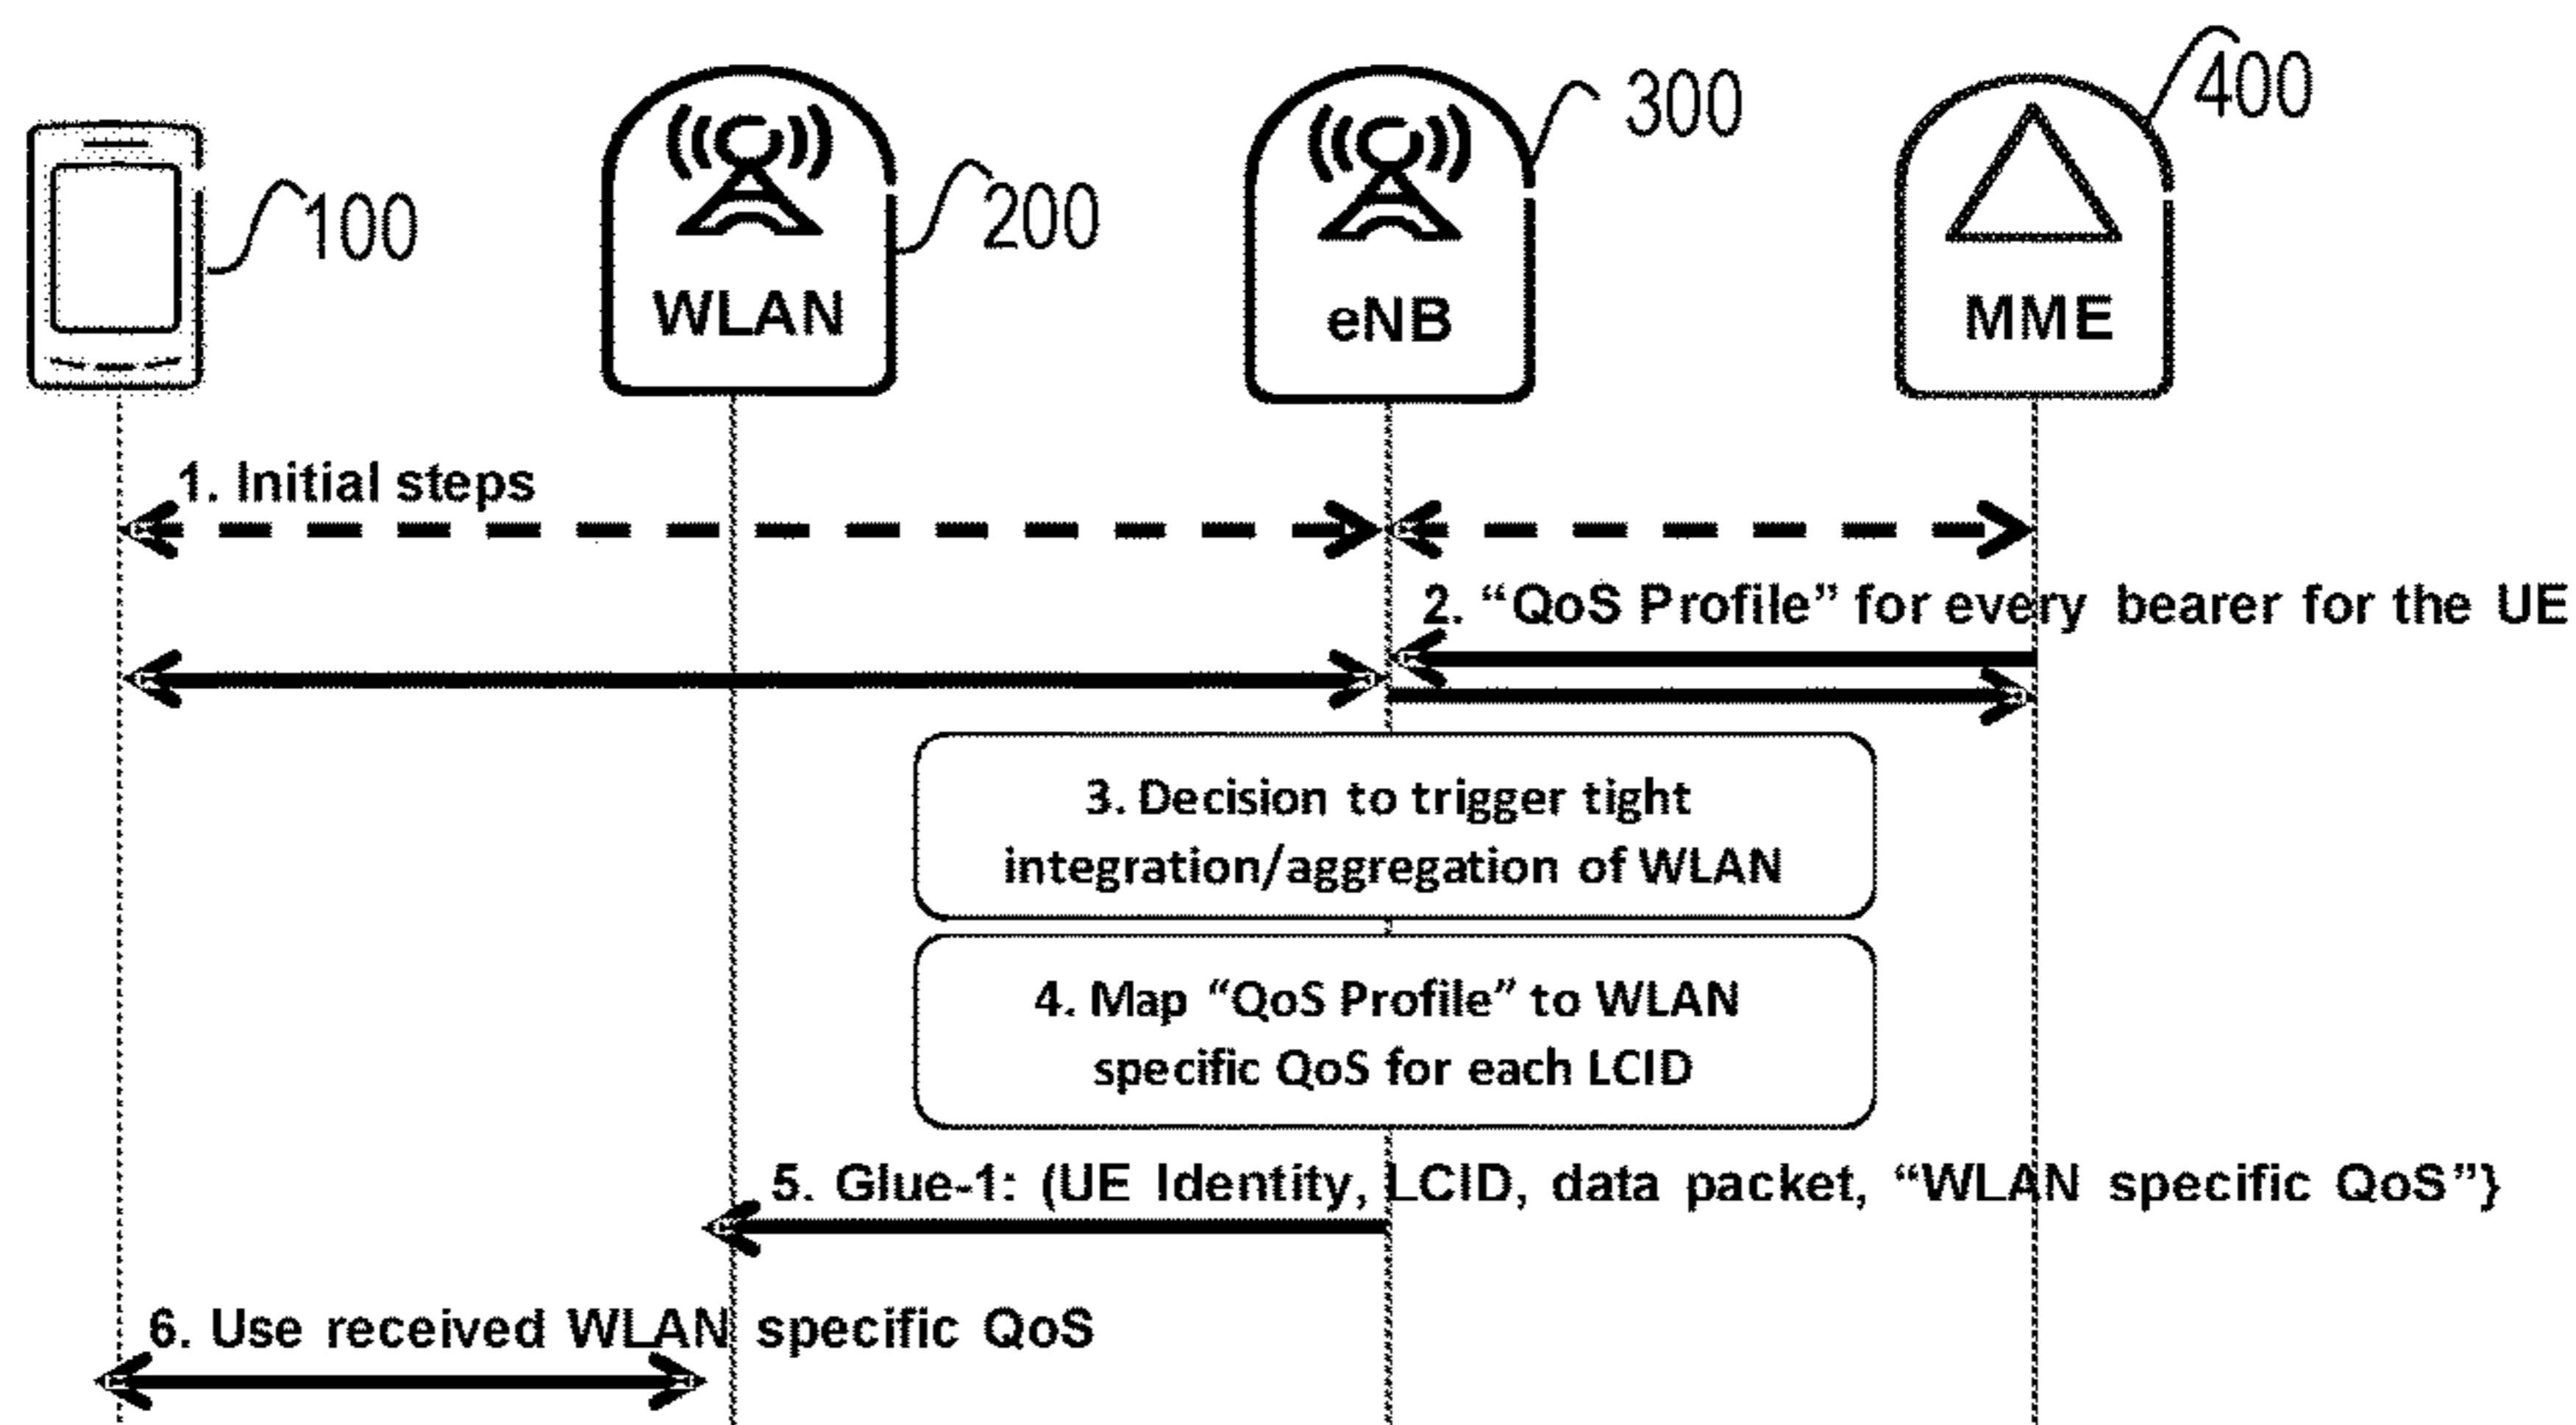 100
200
300
400
WLAN
eNB
MME
1. Initial steps
2. “QoS Profile” for every bearer for the UE
3. Decision to trigger tight
integration/aggregation of WLAN
4. Map “QoS Profile” to WLAN
specific QoS for each LCID
5. Glue-1: (UE Identity, LCID, data packet, “WLAN specific QoS”}
6. Use received WLAN specific QoS